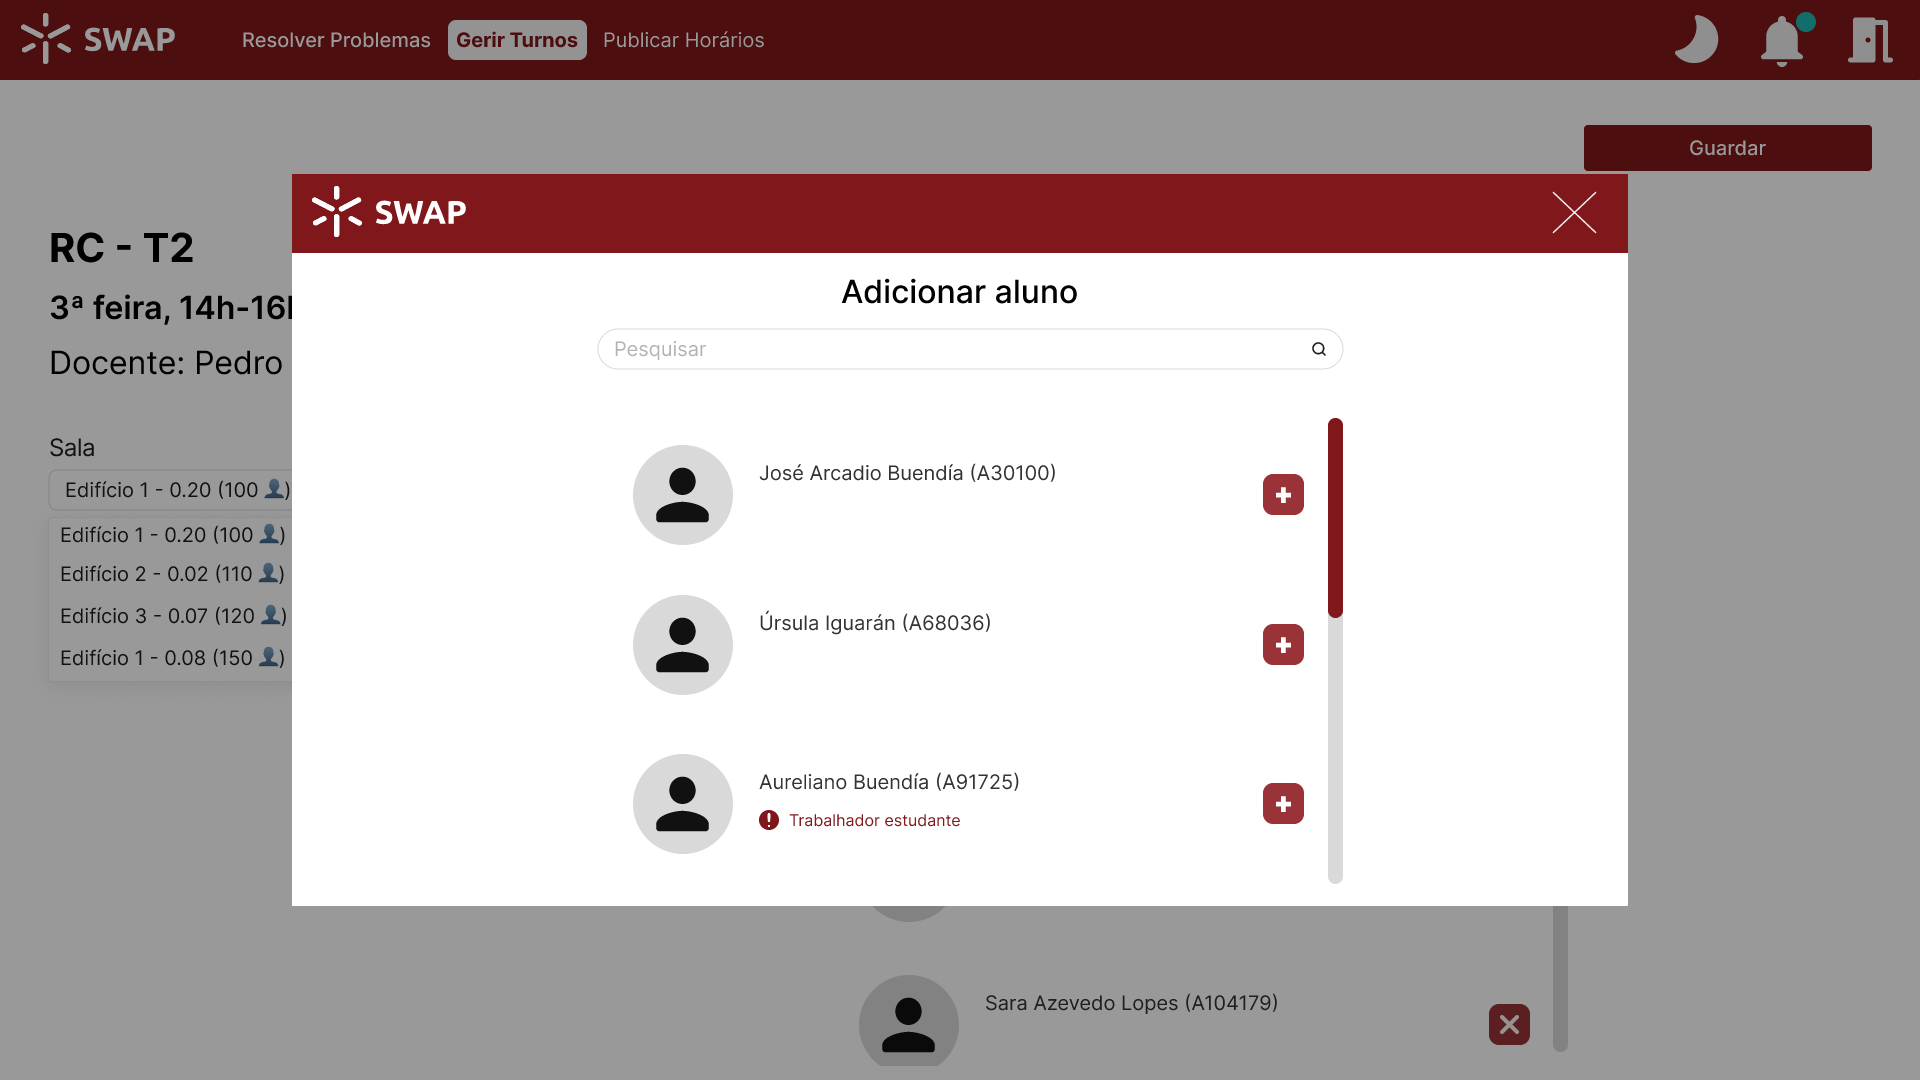 SWAP
Resolver Problemas
Gerir Turnos
Publicar Horários
Guardar
RC - T2
3ª feira, 14h-16h
Docente: Pedro
Sala
Edifício 1 - 0.20 (100 👤)
Edifício 1 - 0.20 (100 👤)
Edifício 2 - 0.02 (110 👤)
Edifício 3 - 0.07 (120 👤)
Edifício 1 - 0.08 (150 👤)
SWAP
Adicionar aluno
Pesquisar
José Arcadio Buendía (A30100)
Úrsula Iguarán (A68036)
Aureliano Buendía (A91725)
Trabalhador estudante
Sara Azevedo Lopes (A104179)